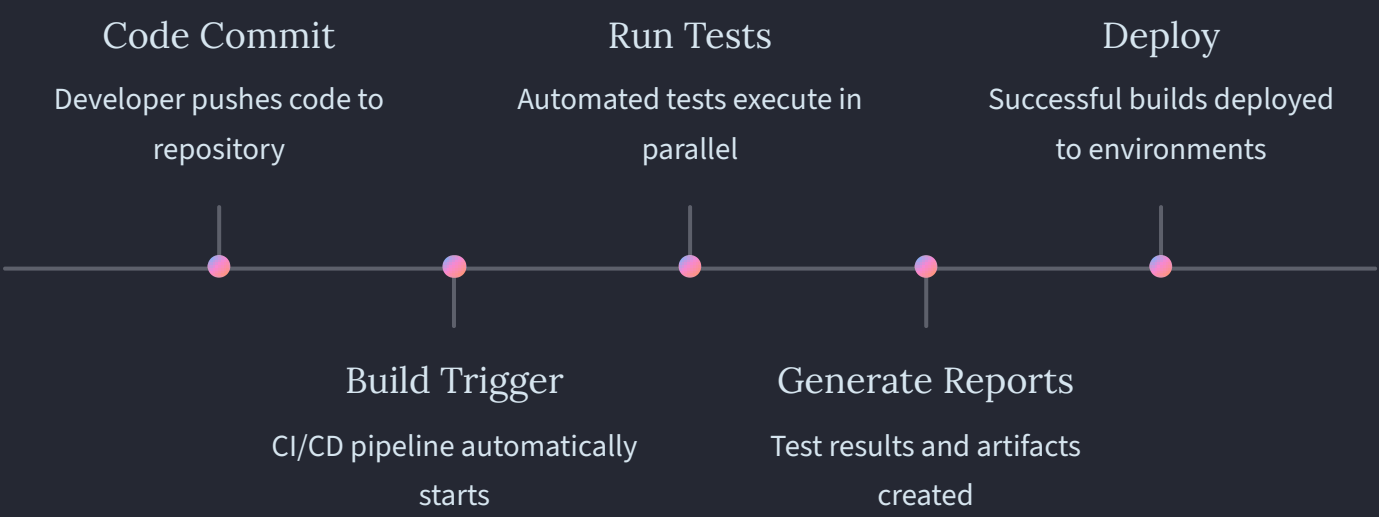 Code Commit
Developer pushes code to
repository
Build Trigger
CI/CD pipeline automatically
starts
Run Tests
Automated tests execute in
parallel
Generate Reports
Test results and artifacts
created
Deploy
Successful builds deployed
to environments